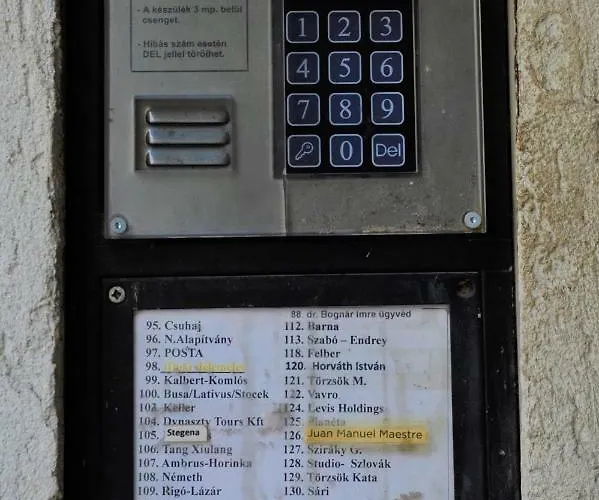 - A készülék 3 mp. belül
csenget.
- Hibás szám esetén
DEL jellel törölhet.
1 2 3
4 5 6
7 8 9
0 Del
88 dr. Bognár Imre ügyvéd
95. Csuhaj
96. N.Alapítvány
97. POSTA
98.
99. Kalbert-Komlós
100. Busa/Lativus/Stocek
102. Keller
104. Dynaszty Tours Kft
105. Stegena
106. Tang Xiulang
107. Ambrus-Horinka
108. Németh
109. Rigó-Lázár
112. Barna
113. Szabó – Endrey
118. Felber
120. Horváth István
121. Törzsök M.
122. Vavro
124. Levis Holdings
125. Planéta
126. Juan Manuel Maestre
127. Sziráky G.
128. Studio- Szlovák
129. Törzsök Kata
130. Sári